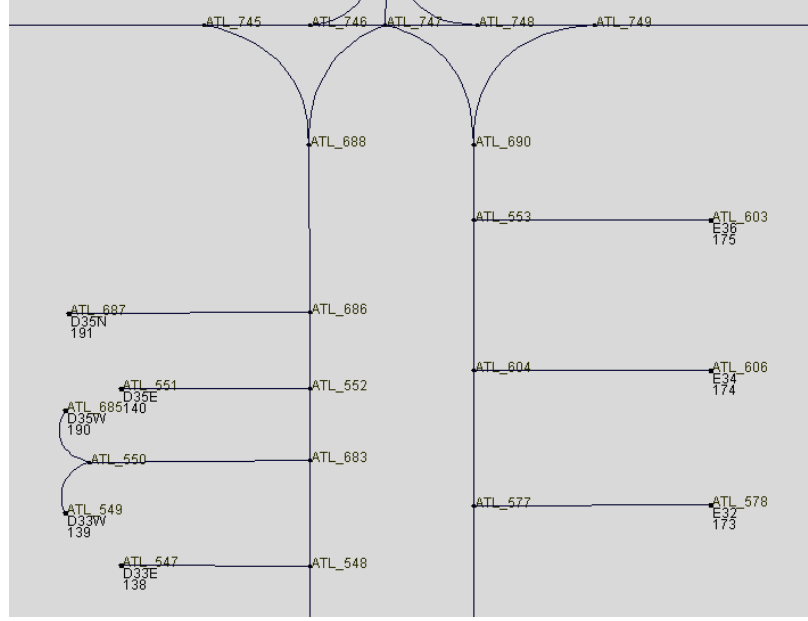 ATL_745
ATL_746
ATL_747
ATL_748
ATL_749
ATL_688
ATL_690
ATL_553
ATL_603
E36
175
ATL_687
D35N
191
ATL_686
ATL_604
ATL_606
E34
174
ATL_551
D35E
140
ATL_552
ATL_685
D35W
190
ATL_550
ATL_683
ATL_577
ATL_578
E32
173
ATL_549
D33W
139
ATL_547
D33E
138
ATL_548